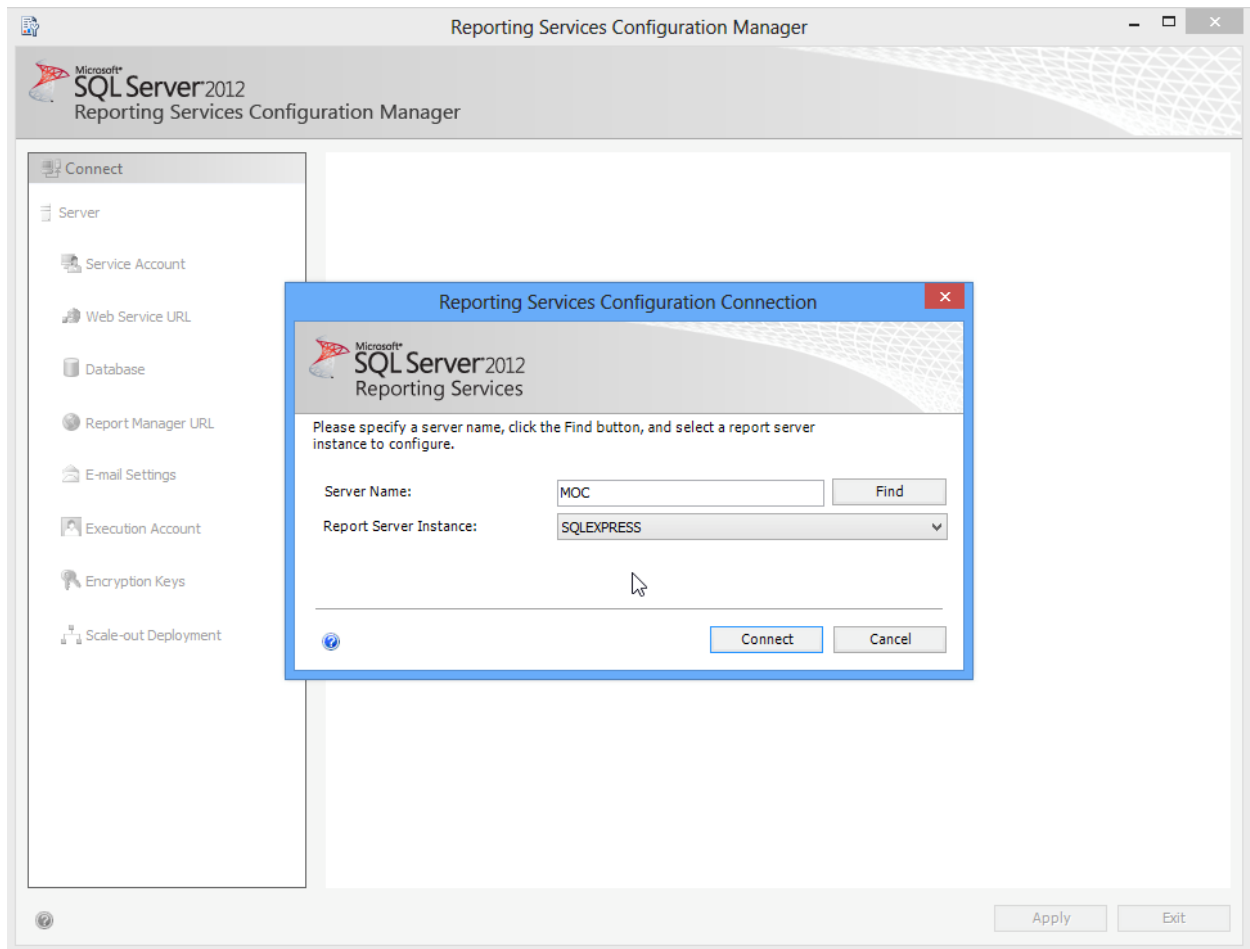 Reporting Services Configuration Manager
Microsoft®
SQL Server® 2012
Reporting Services Configuration Manager
Connect
Server
Service Account
Web Service URL
Database
Report Manager URL
E-mail Settings
Execution Account
Encryption Keys
Scale-out Deployment
Reporting Services Configuration Connection
Microsoft®
SQL Server® 2012
Reporting Services
Please specify a server name, click the Find button, and select a report server
instance to configure.
Server Name: MOC Find
Report Server Instance: SQLEXPRESS
Connect Cancel
Apply Exit